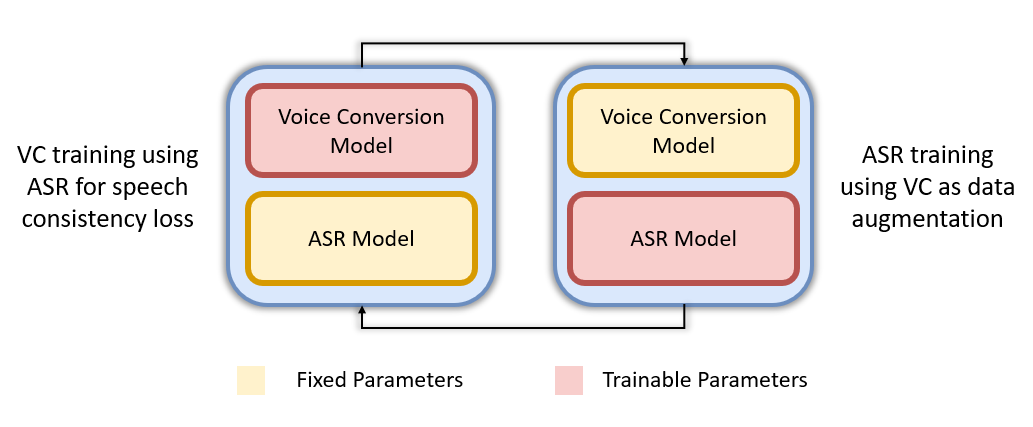 VC training using
ASR for speech
consistency loss
Voice Conversion
Model
ASR Model
Voice Conversion
Model
ASR Model
ASR training
using VC as data
augmentation
Fixed Parameters
Trainable Parameters